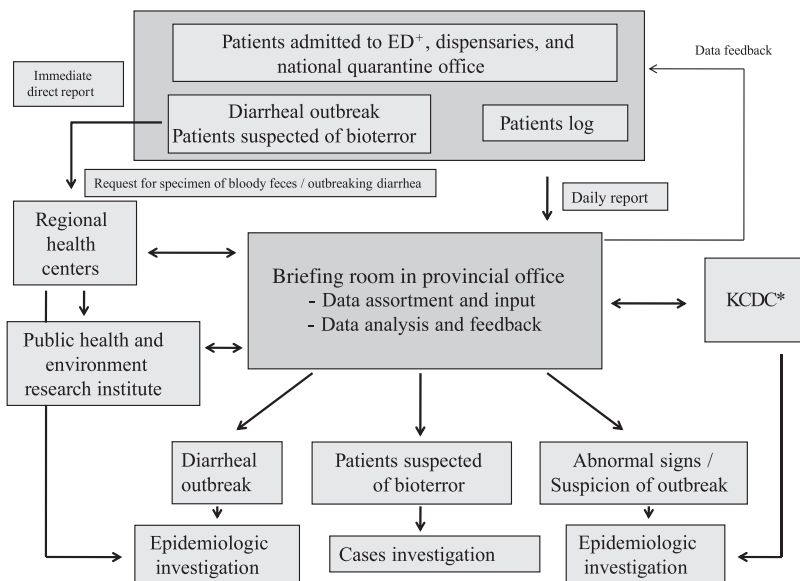 Patients admitted to ED+, dispensaries, and
national quarantine office
Data feedback
Immediate
direct report
Diarrheal outbreak
Patients suspected of bioterror
Patients log
Request for specimen of bloody feces / outbreaking diarrhea
Daily report
Regional
health
centers
Briefing room in provincial office
- Data assortment and input
- Data analysis and feedback
KCDC*
Public health and
environment
research institute
Diarrheal
outbreak
Patients suspected
of bioterror
Abnormal signs /
Suspicion of outbreak
Epidemiologic
investigation
Cases investigation
Epidemiologic
investigation